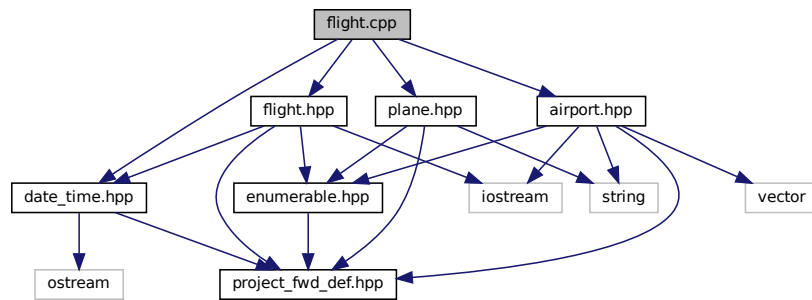 flight.cpp
flight.hpp
plane.hpp
airport.hpp
date_time.hpp
enumerable.hpp
iostream
string
vector
ostream
project_fwd_def.hpp